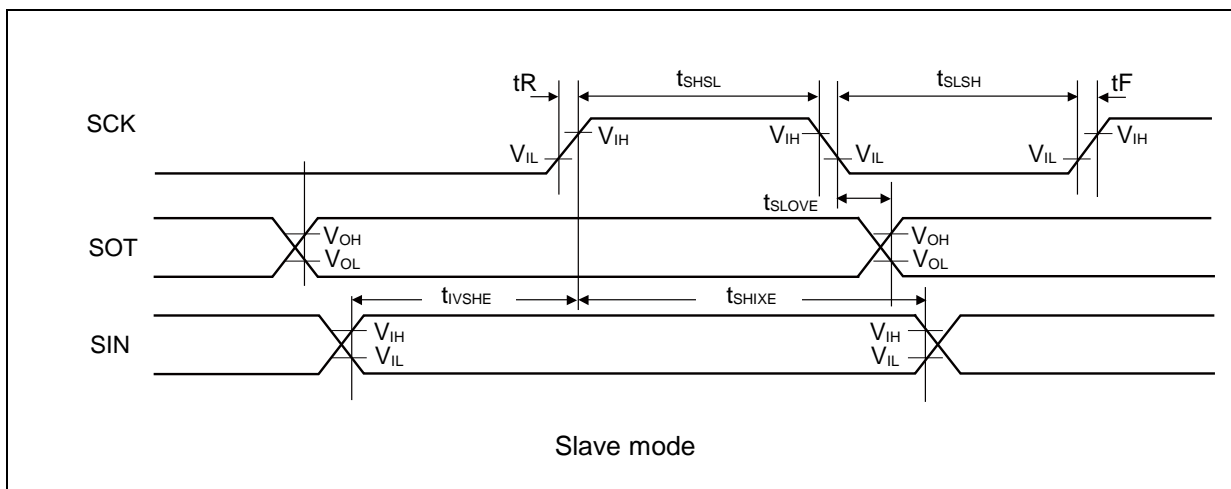 tR tSHSL tSLSH tF
SCK VIH VIH VIH
VIL VIL VIL
tSLOVE
SOT VOH VOH
VOL VOL
tIVSHE tSHIXE
SIN VIH VIH
VIL VIL
Slave mode